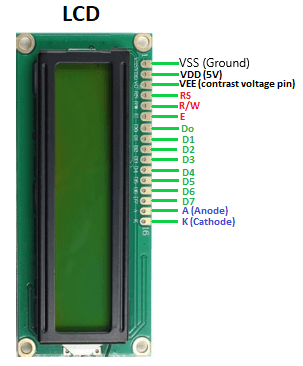 LCD
VSS (Ground)
VDD (5V)
VEE (contrast voltage pin)
RS
R/W
E
Do
D1
D2
D3
D4
D5
D6
D7
A (Anode)
K (Cathode)
16